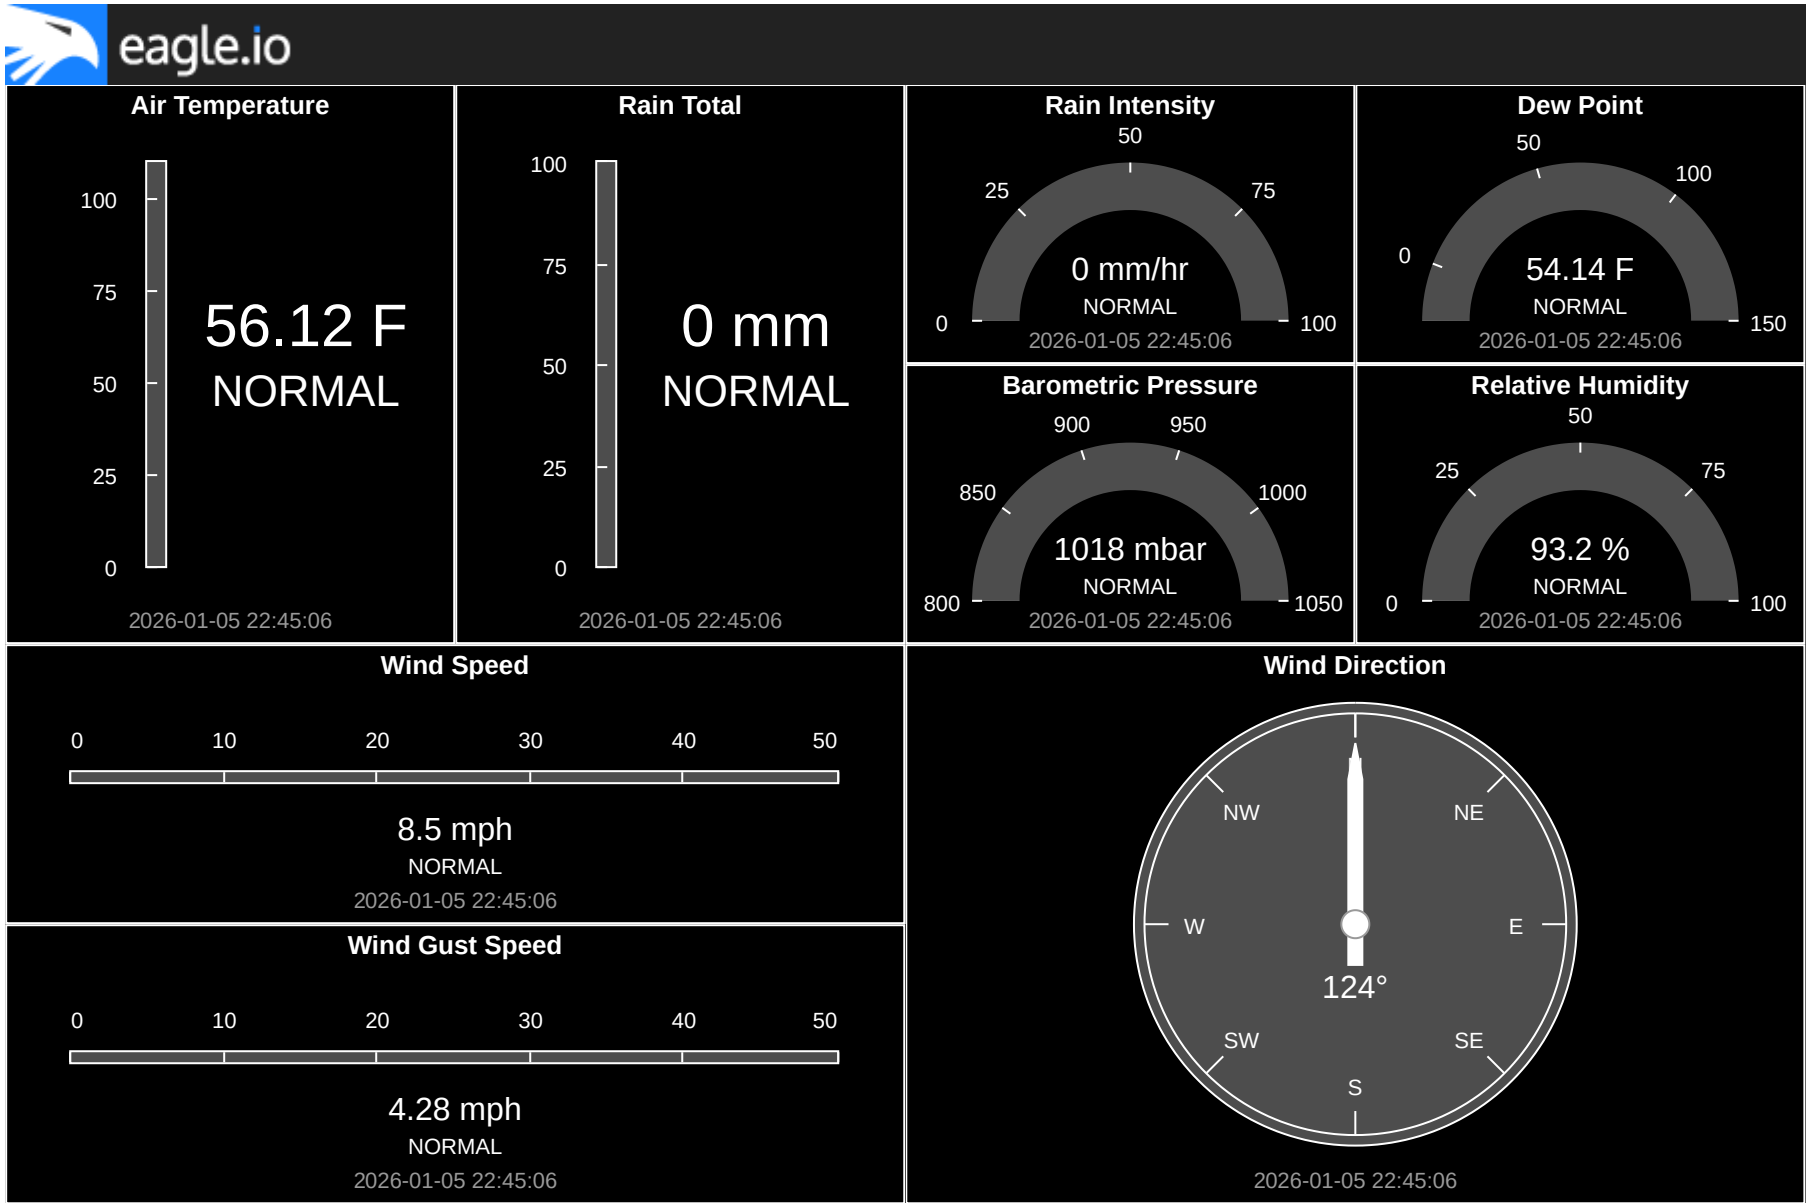 eagle.io
Air Temperature
100
75
50
25
0
56.12 F
NORMAL
2026-01-05 22:45:06
Rain Total
100
75
50
25
0
0 mm
NORMAL
2026-01-05 22:45:06
Rain Intensity
50
25
75
0
100
0 mm/hr
NORMAL
2026-01-05 22:45:06
Dew Point
50
100
0
150
54.14 F
NORMAL
2026-01-05 22:45:06
Barometric Pressure
900
950
850
1000
800
1050
1018 mbar
NORMAL
2026-01-05 22:45:06
Relative Humidity
50
25
75
0
100
93.2 %
NORMAL
2026-01-05 22:45:06
Wind Speed
0 10 20 30 40 50
8.5 mph
NORMAL
2026-01-05 22:45:06
Wind Gust Speed
0 10 20 30 40 50
4.28 mph
NORMAL
2026-01-05 22:45:06
Wind Direction
NW NE
W E
124°
SW SE
S
2026-01-05 22:45:06